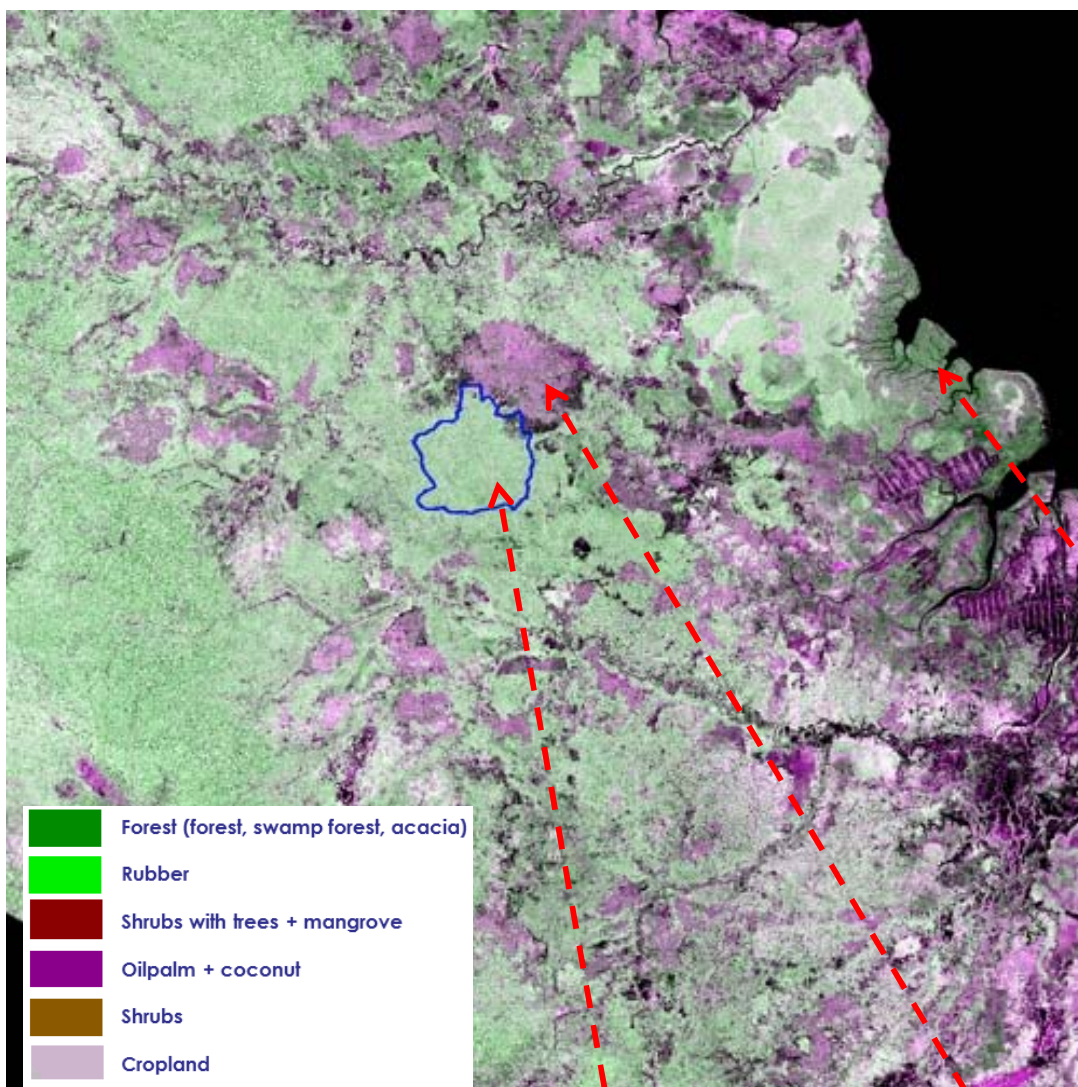 Forest (forest, swamp forest, acacia)
Rubber
Shrubs with trees + mangrove
Oilpalm + coconut
Shrubs
Cropland